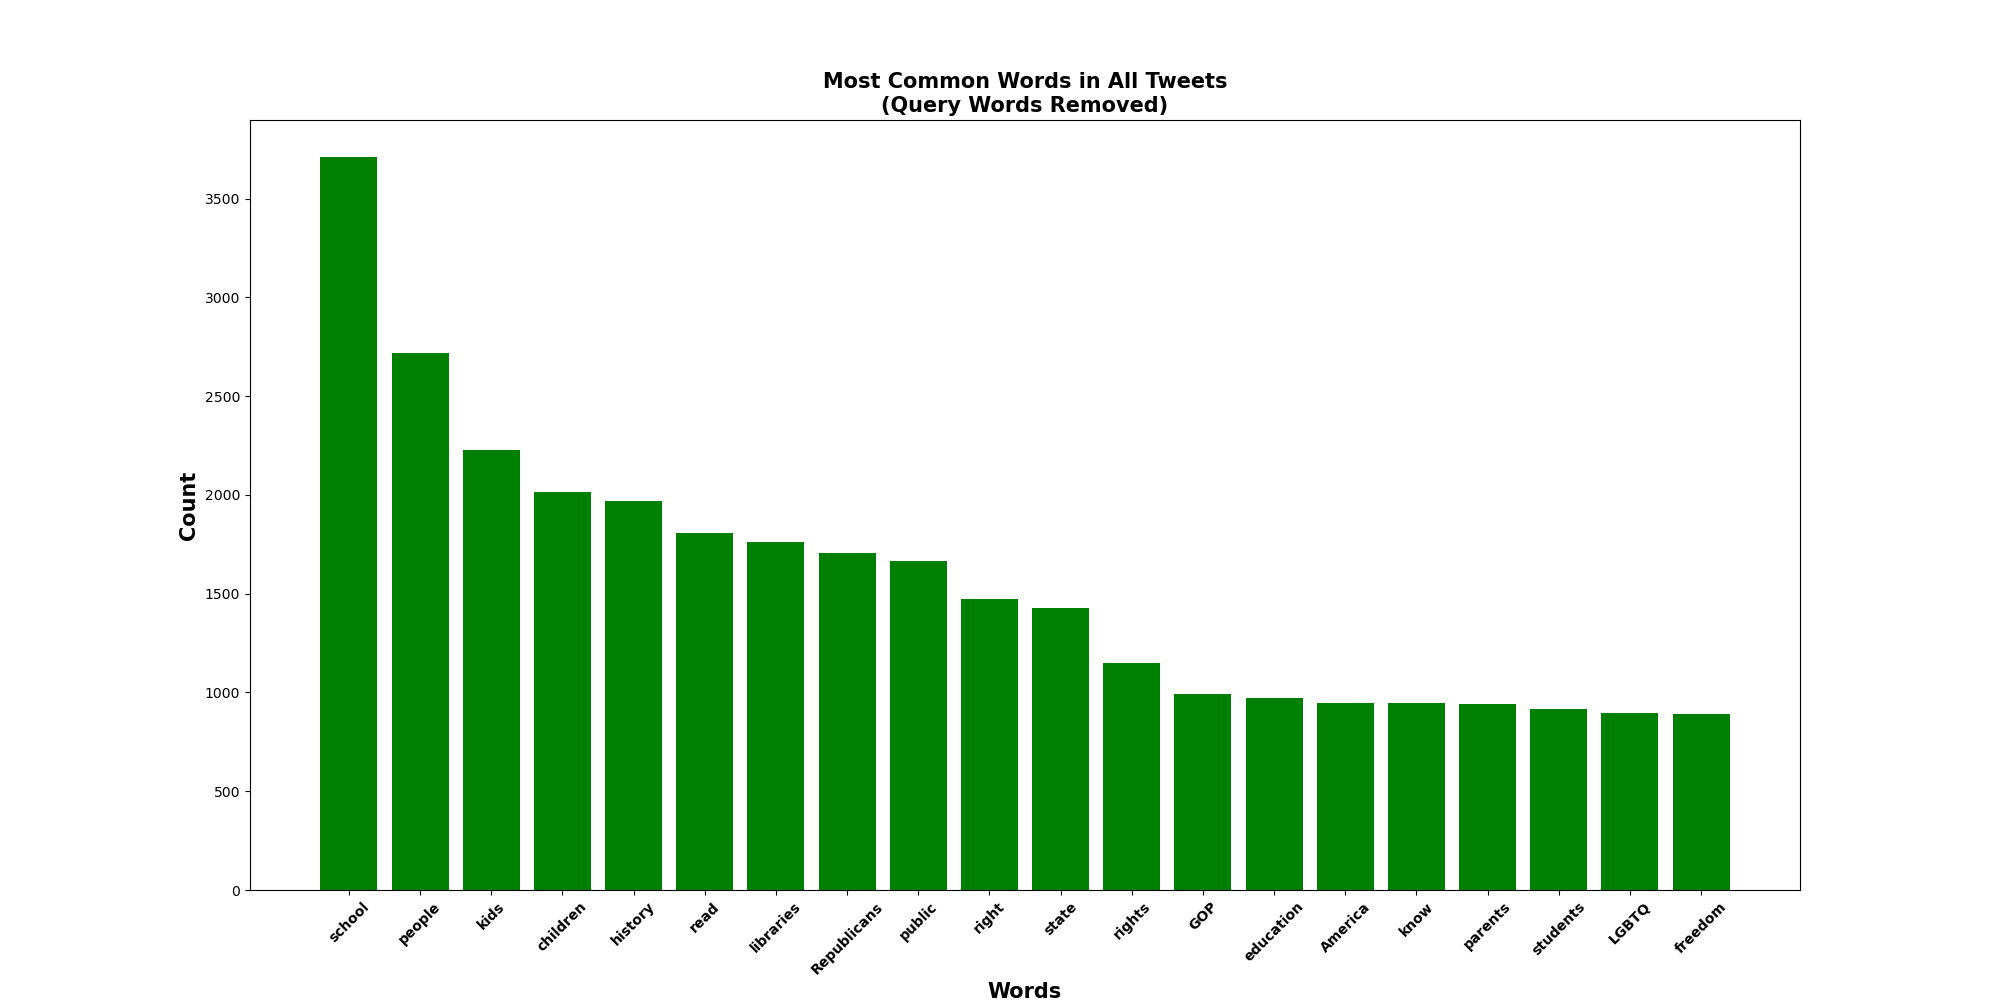 Most Common Words in All Tweets
(Query Words Removed)
Count
3500
3000
2500
2000
1500
1000
500
0
school
people
kids
children
history
read
libraries
Republicans
public
right
state
rights
GOP
education
America
know
parents
students
LGBTQ
freedom
Words